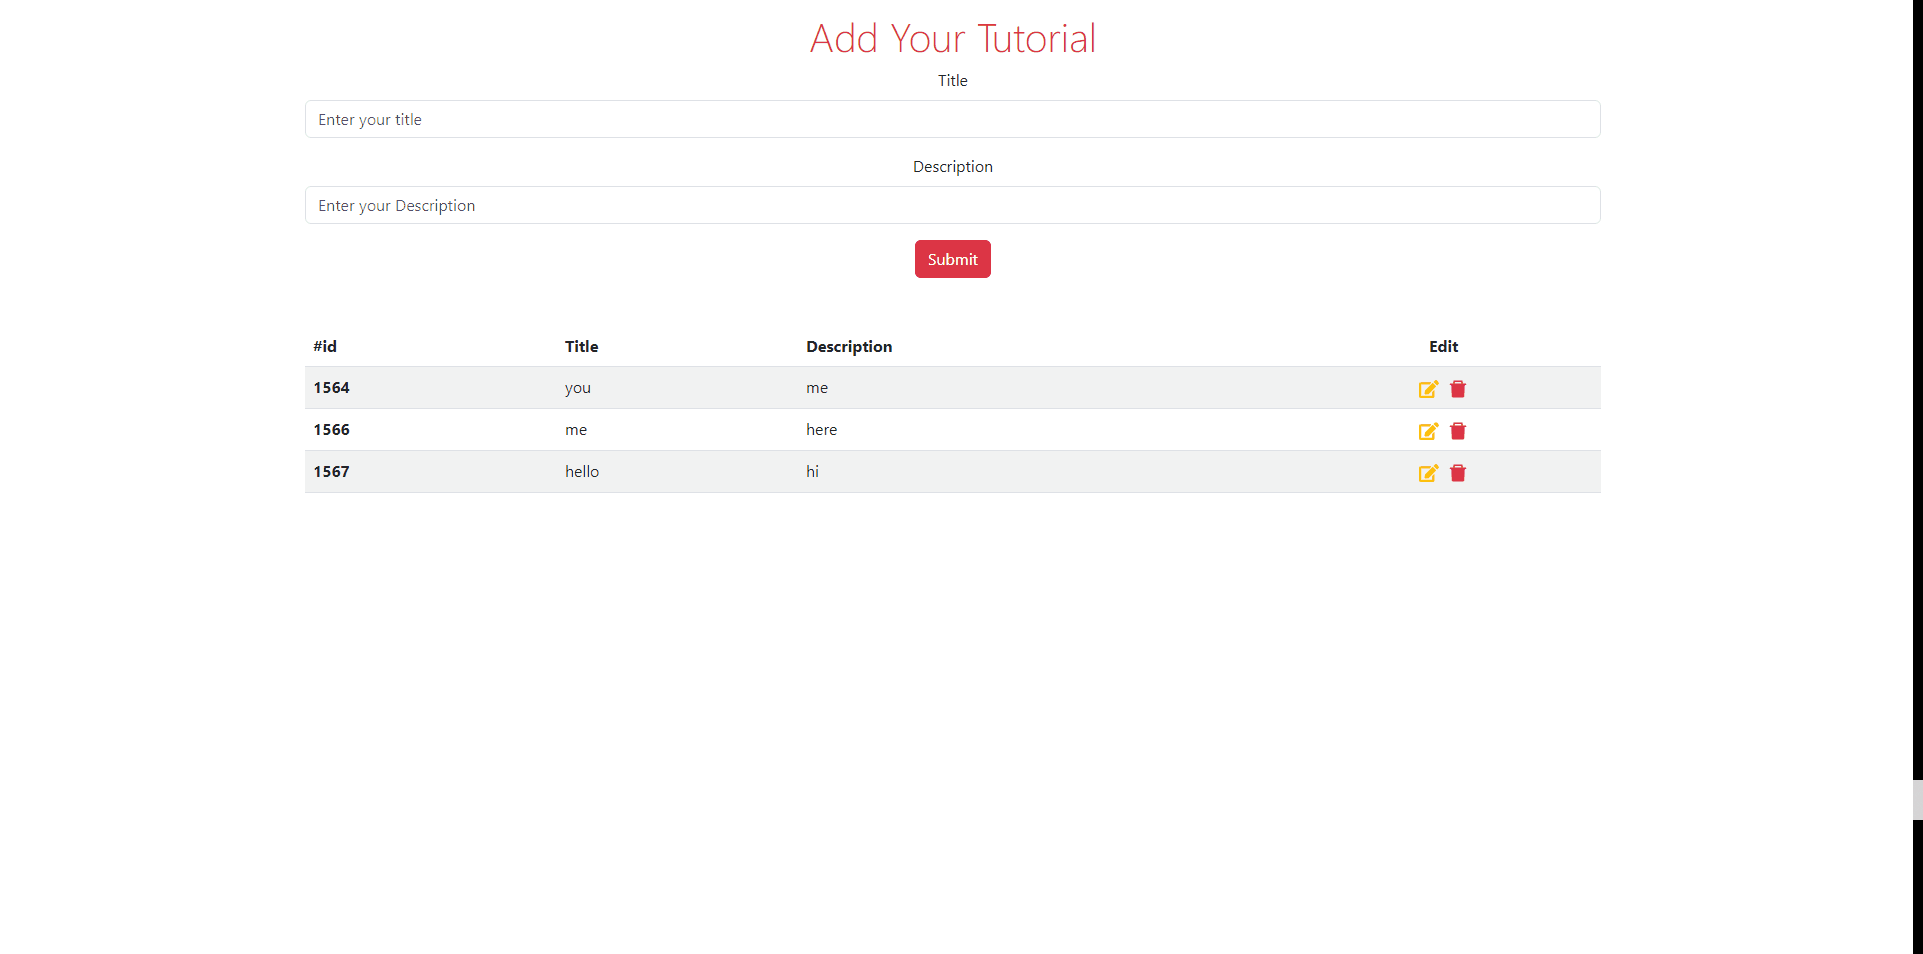 Add Your Tutorial
Title
Enter your title
Description
Enter your Description
Submit
#id Title Description Edit
1564 you me
1566 me here
1567 hello hi